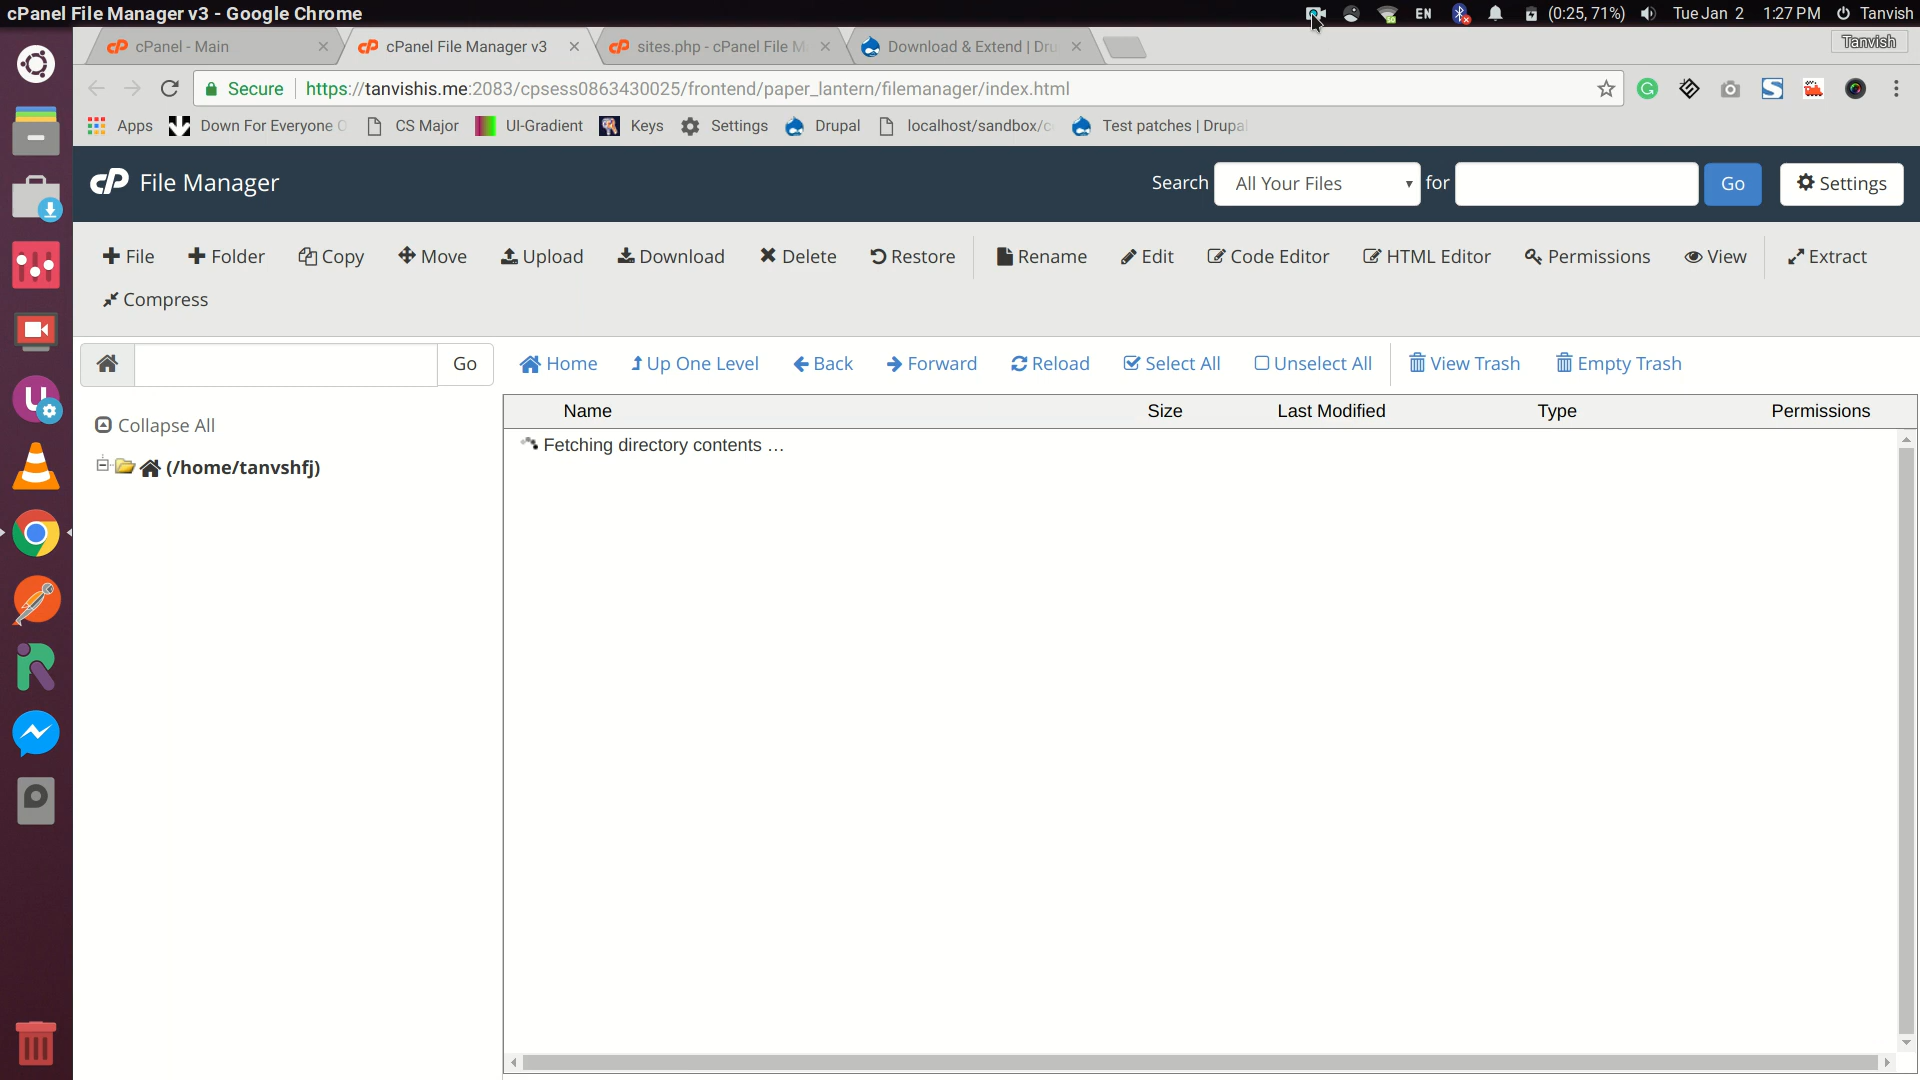 cPanel File Manager v3 - Google Chrome
EN (0:25, 71%) Tue Jan 2 1:27 PM Tanvish
cPanel - Main
cPanel File Manager v3
sites.php - cPanel File M
Download & Extend | Dru
Tanvish
Secure https://tanvishis.me:2083/cpsess0863430025/frontend/paper_lantern/filemanager/index.html
Apps Down For Everyone O CS Major UI-Gradient Keys Settings Drupal localhost/sandbox/c Test patches | Drupal
cP File Manager Search All Your Files for Go Settings
File Folder Copy Move Upload Download Delete Restore Rename Edit Code Editor HTML Editor Permissions View Extract
Compress
Go Home Up One Level Back Forward Reload Select All Unselect All View Trash Empty Trash
Name Size Last Modified Type Permissions
Collapse All
Fetching directory contents ...
(/home/tanvshfj)